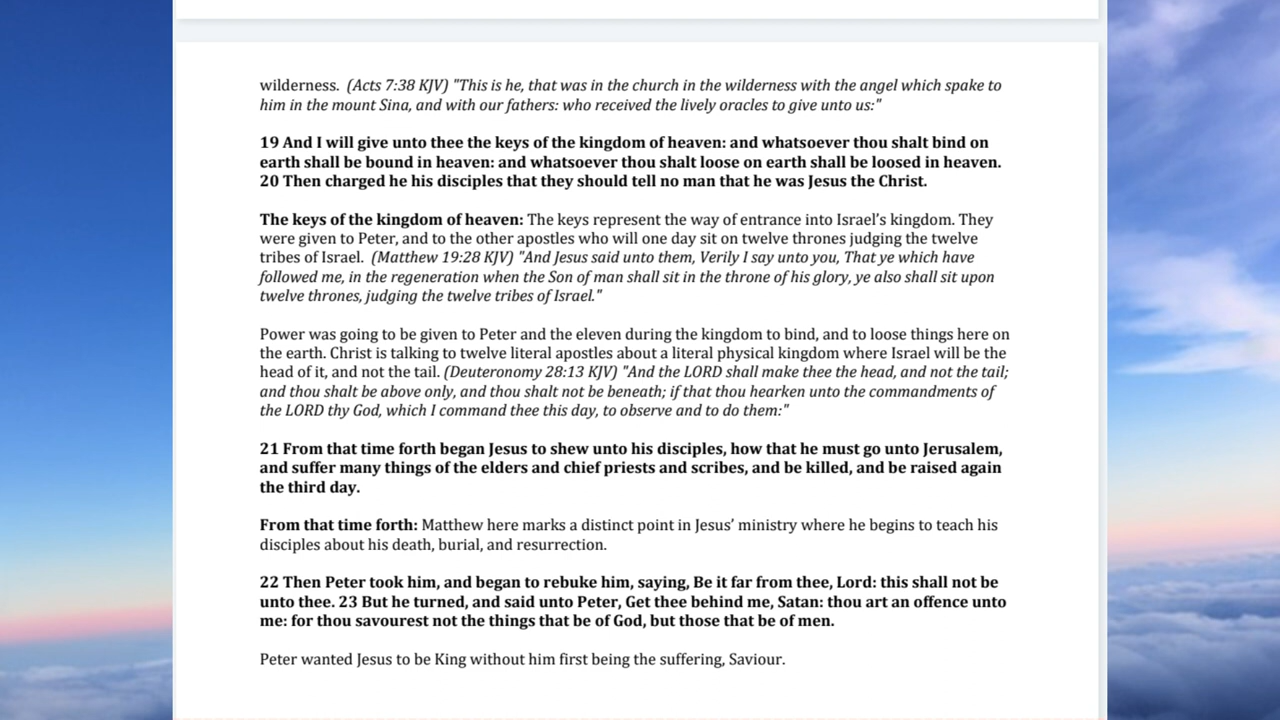 wilderness.  (Acts 7:38 KJV) "This is he, that was in the church in the wilderness with the angel which spake to
him in the mount Sina, and with our fathers: who received the lively oracles to give unto us:"
19 And I will give unto thee the keys of the kingdom of heaven: and whatsoever thou shalt bind on
earth shall be bound in heaven: and whatsoever thou shalt loose on earth shall be loosed in heaven.
20 Then charged he his disciples that they should tell no man that he was Jesus the Christ.
The keys of the kingdom of heaven: The keys represent the way of entrance into Israel’s kingdom. They
were given to Peter, and to the other apostles who will one day sit on twelve thrones judging the twelve
tribes of Israel.  (Matthew 19:28 KJV) "And Jesus said unto them, Verily I say unto you, That ye which have
followed me, in the regeneration when the Son of man shall sit in the throne of his glory, ye also shall sit upon
twelve thrones, judging the twelve tribes of Israel."
Power was going to be given to Peter and the eleven during the kingdom to bind, and to loose things here on
the earth. Christ is talking to twelve literal apostles about a literal physical kingdom where Israel will be the
head of it, and not the tail. (Deuteronomy 28:13 KJV) "And the LORD shall make thee the head, and not the tail;
and thou shalt be above only, and thou shalt not be beneath; if that thou hearken unto the commandments of
the LORD thy God, which I command thee this day, to observe and to do them:"
21 From that time forth began Jesus to shew unto his disciples, how that he must go unto Jerusalem,
and suffer many things of the elders and chief priests and scribes, and be killed, and be raised again
the third day.
From that time forth: Matthew here marks a distinct point in Jesus’ ministry where he begins to teach his
disciples about his death, burial, and resurrection.
22 Then Peter took him, and began to rebuke him, saying, Be it far from thee, Lord: this shall not be
unto thee. 23 But he turned, and said unto Peter, Get thee behind me, Satan: thou art an offence unto
me: for thou savourest not the things that be of God, but those that be of men.
Peter wanted Jesus to be King without him first being the suffering, Saviour.